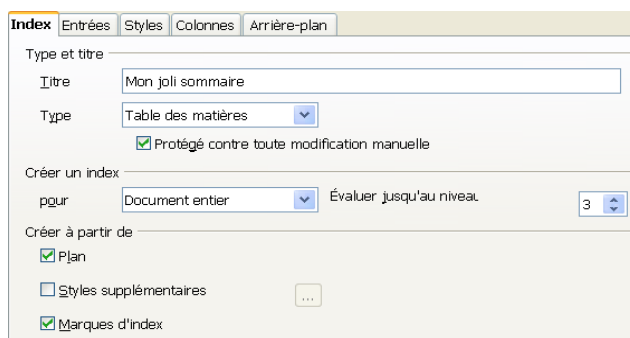 Index Entrées Styles Colonnes Arrière-plan
Type et titre
Titre Mon joli sommaire
Type Table des matières
Protégé contre toute modification manuelle
Créer un index
pour Document entier Évaluer jusqu'au niveau 3
Créer à partir de
Plan
Styles supplémentaires ...
Marques d'index